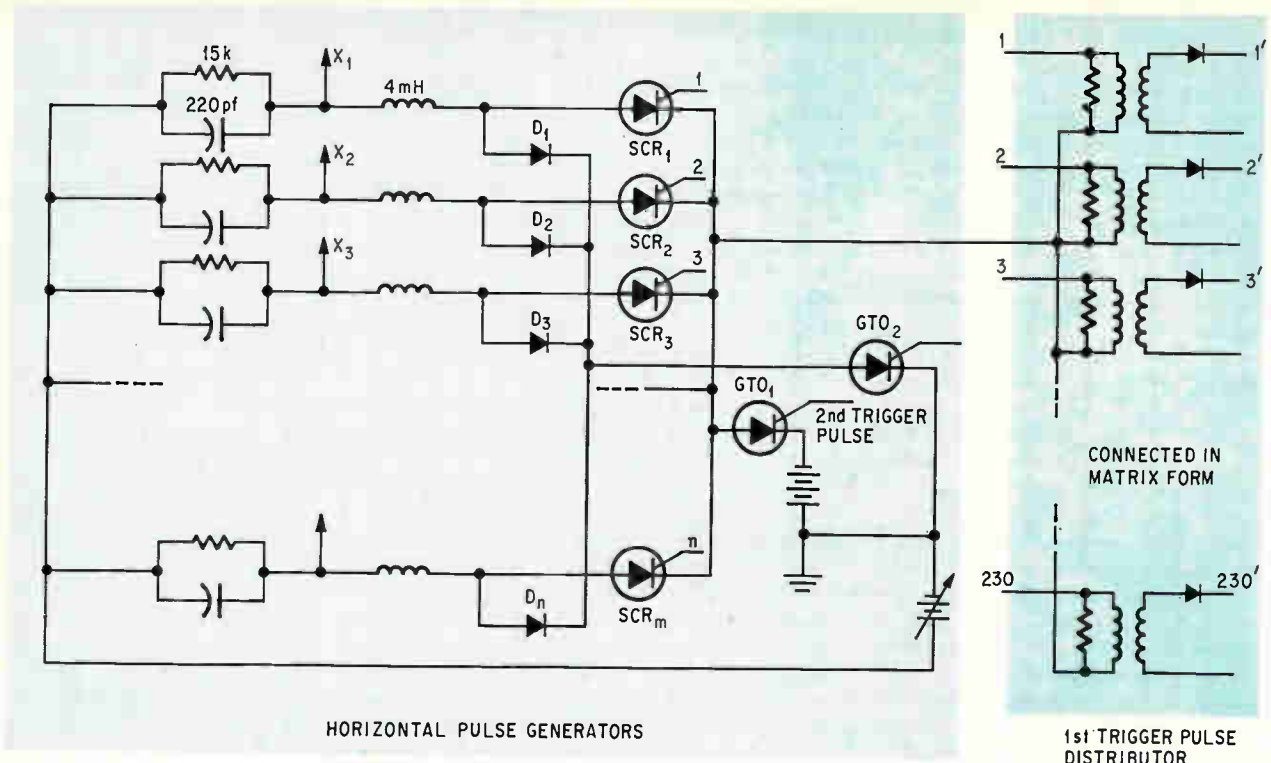 15k
220pf
X1
4mH
1
D1
SCR1
X2
2
D2
SCR2
X3
3
D3
SCR3
GTO2
GTO1
2nd TRIGGER
PULSE
n
Dn
SCRm
HORIZONTAL PULSE GENERATORS
1
1'
2
2'
3
3'
CONNECTED IN
MATRIX FORM
230
230'
1st TRIGGER PULSE
DISTRIBUTOR